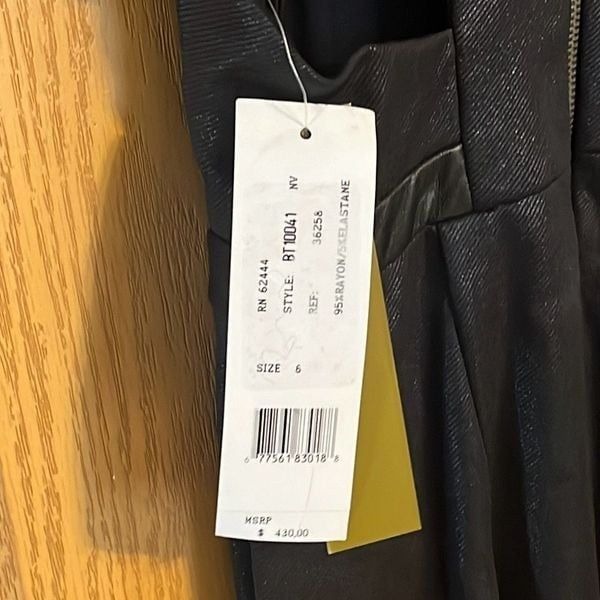 RN 62444
STYLE: BT10041 NV
REF: 36258
95%RAYON/5%ELASTANE
SIZE 6
6 77561 83018 8
MSRP
$ 430.00